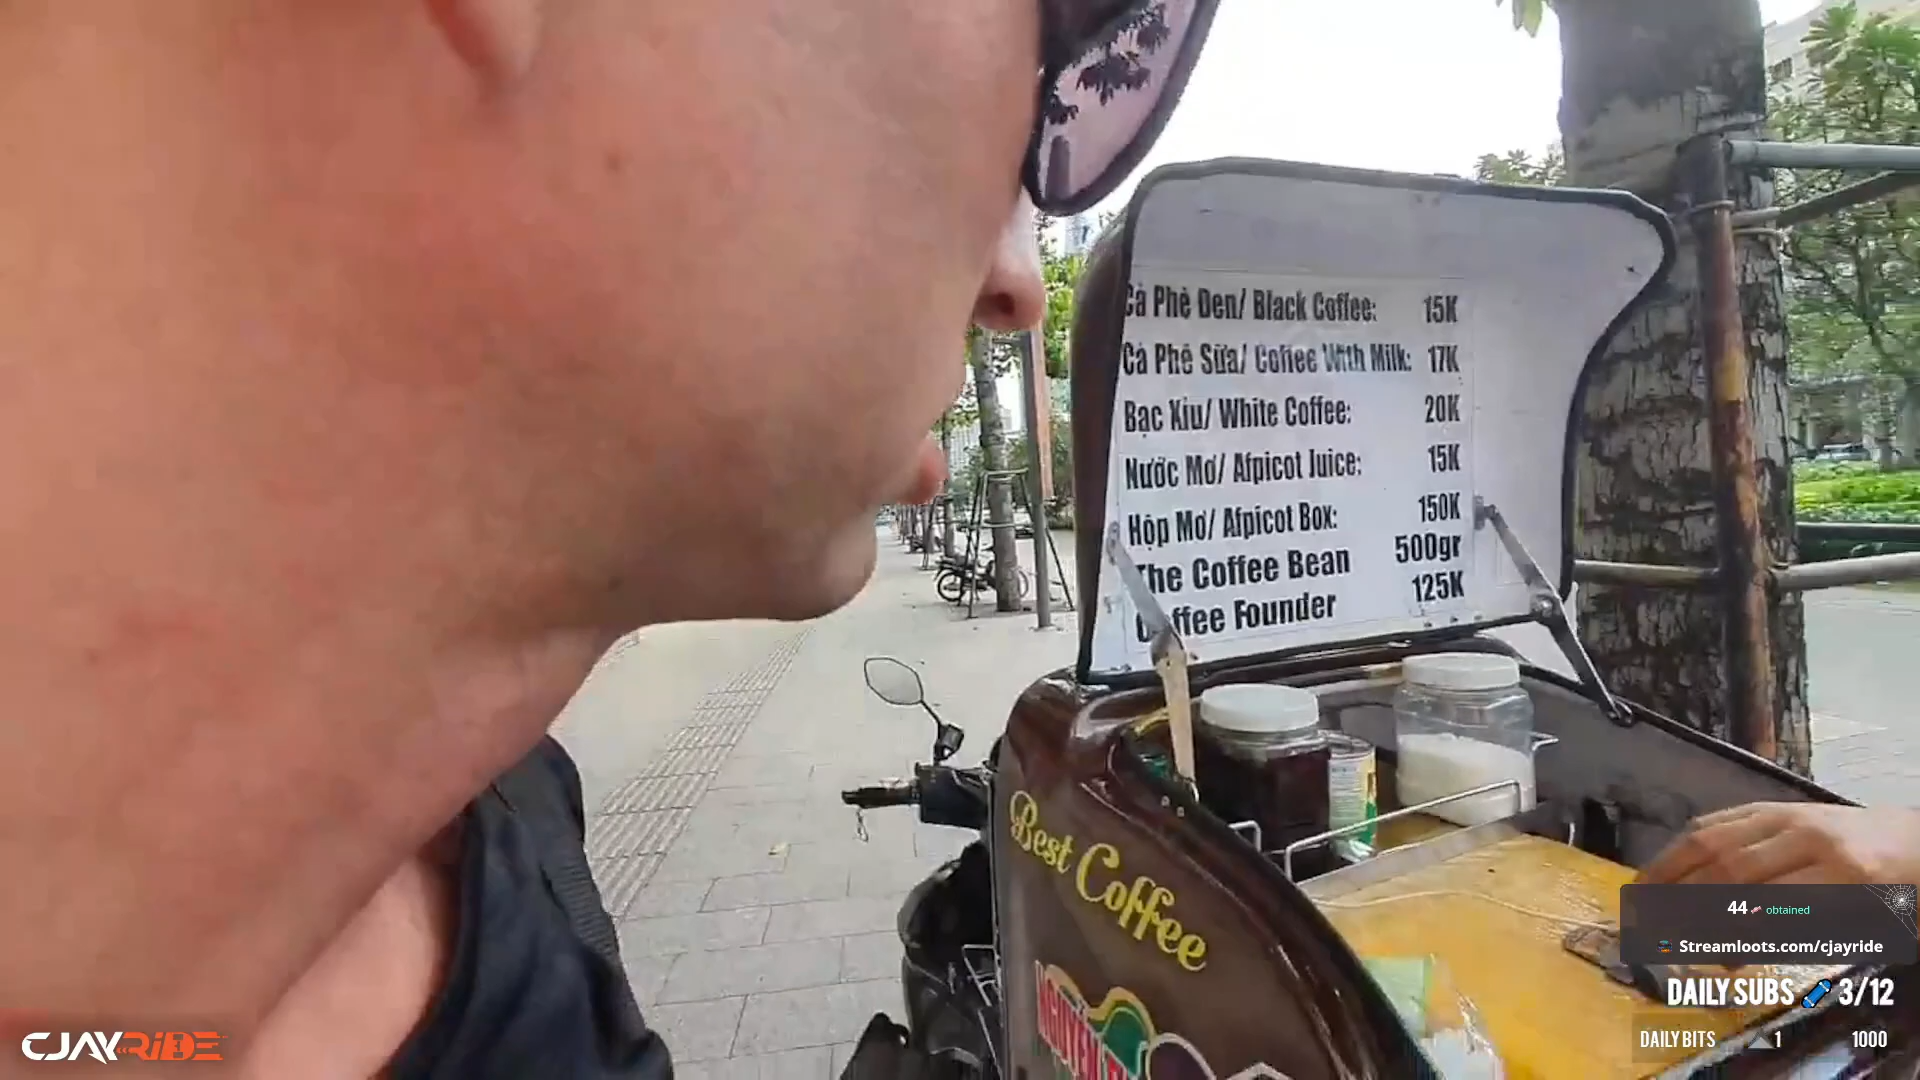 Cà Phê Đen/ Black Coffee: 15K
Cà Phê Sữa/ Coffee With Milk: 17K
Bạc Xỉu/ White Coffee: 20K
Nước Mơ/ Afpicot Juice: 15K
Hộp Mơ/ Afpicot Box: 150K
The Coffee Bean 500gr
Coffee Founder 125K
Best Coffee
44 obtained
Streamloots.com/cjayride
DAILY SUBS 3/12
DAILY BITS 1 1000
CJAYRIDE